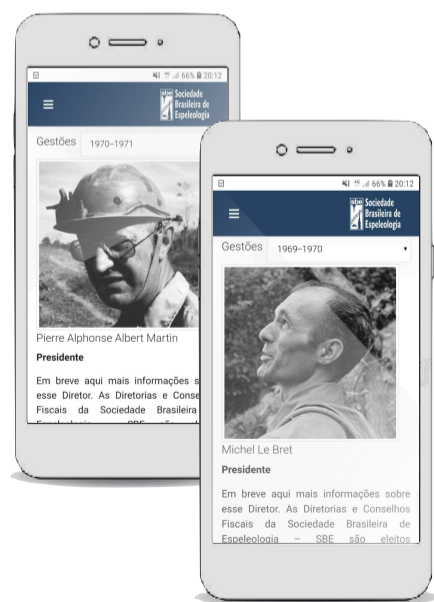 66% 20:12
sbe Sociedade
Brasileira de
Espeleologia
Gestões 1970–1971
Pierre Alphonse Albert Martin
Presidente
Em breve aqui mais informações s
esse Diretor. As Diretorias e Conse
Fiscais da Sociedade Brasileira
66% 20:12
sbe Sociedade
Brasileira de
Espeleologia
Gestões 1969–1970
Michel Le Bret
Presidente
Em breve aqui mais informações sobre
esse Diretor. As Diretorias e Conselhos
Fiscais da Sociedade Brasileira de
Espeleologia – SBE são eleitos